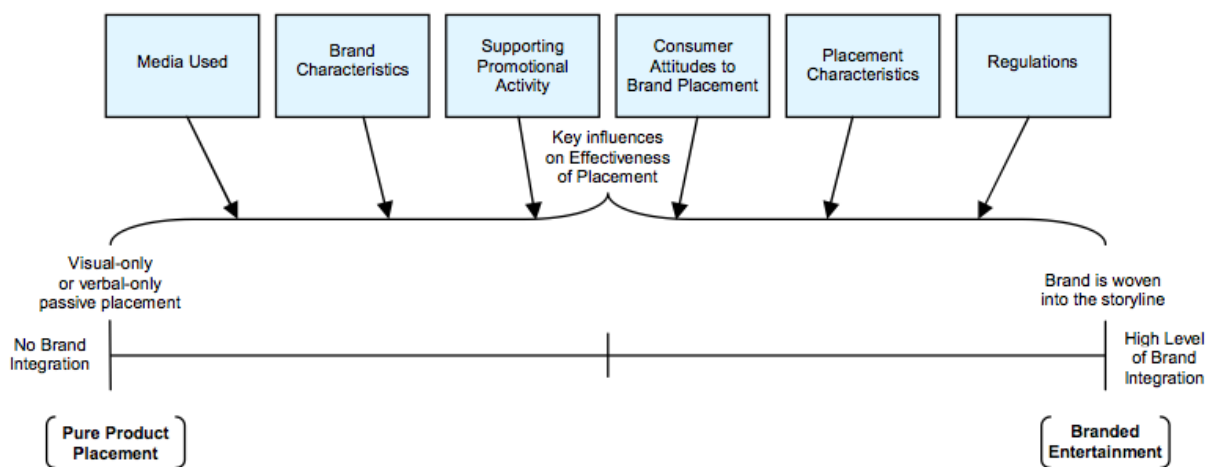 Media Used
Brand
Characteristics
Supporting
Promotional
Activity
Consumer
Attitudes to
Brand Placement
Placement
Characteristics
Regulations
Key influences
on Effectiveness
of Placement
Visual-only
or verbal-only
passive placement
Brand is woven
into the storyline
No Brand
Integration
High Level
of Brand
Integration
Pure Product
Placement
Branded
Entertainment